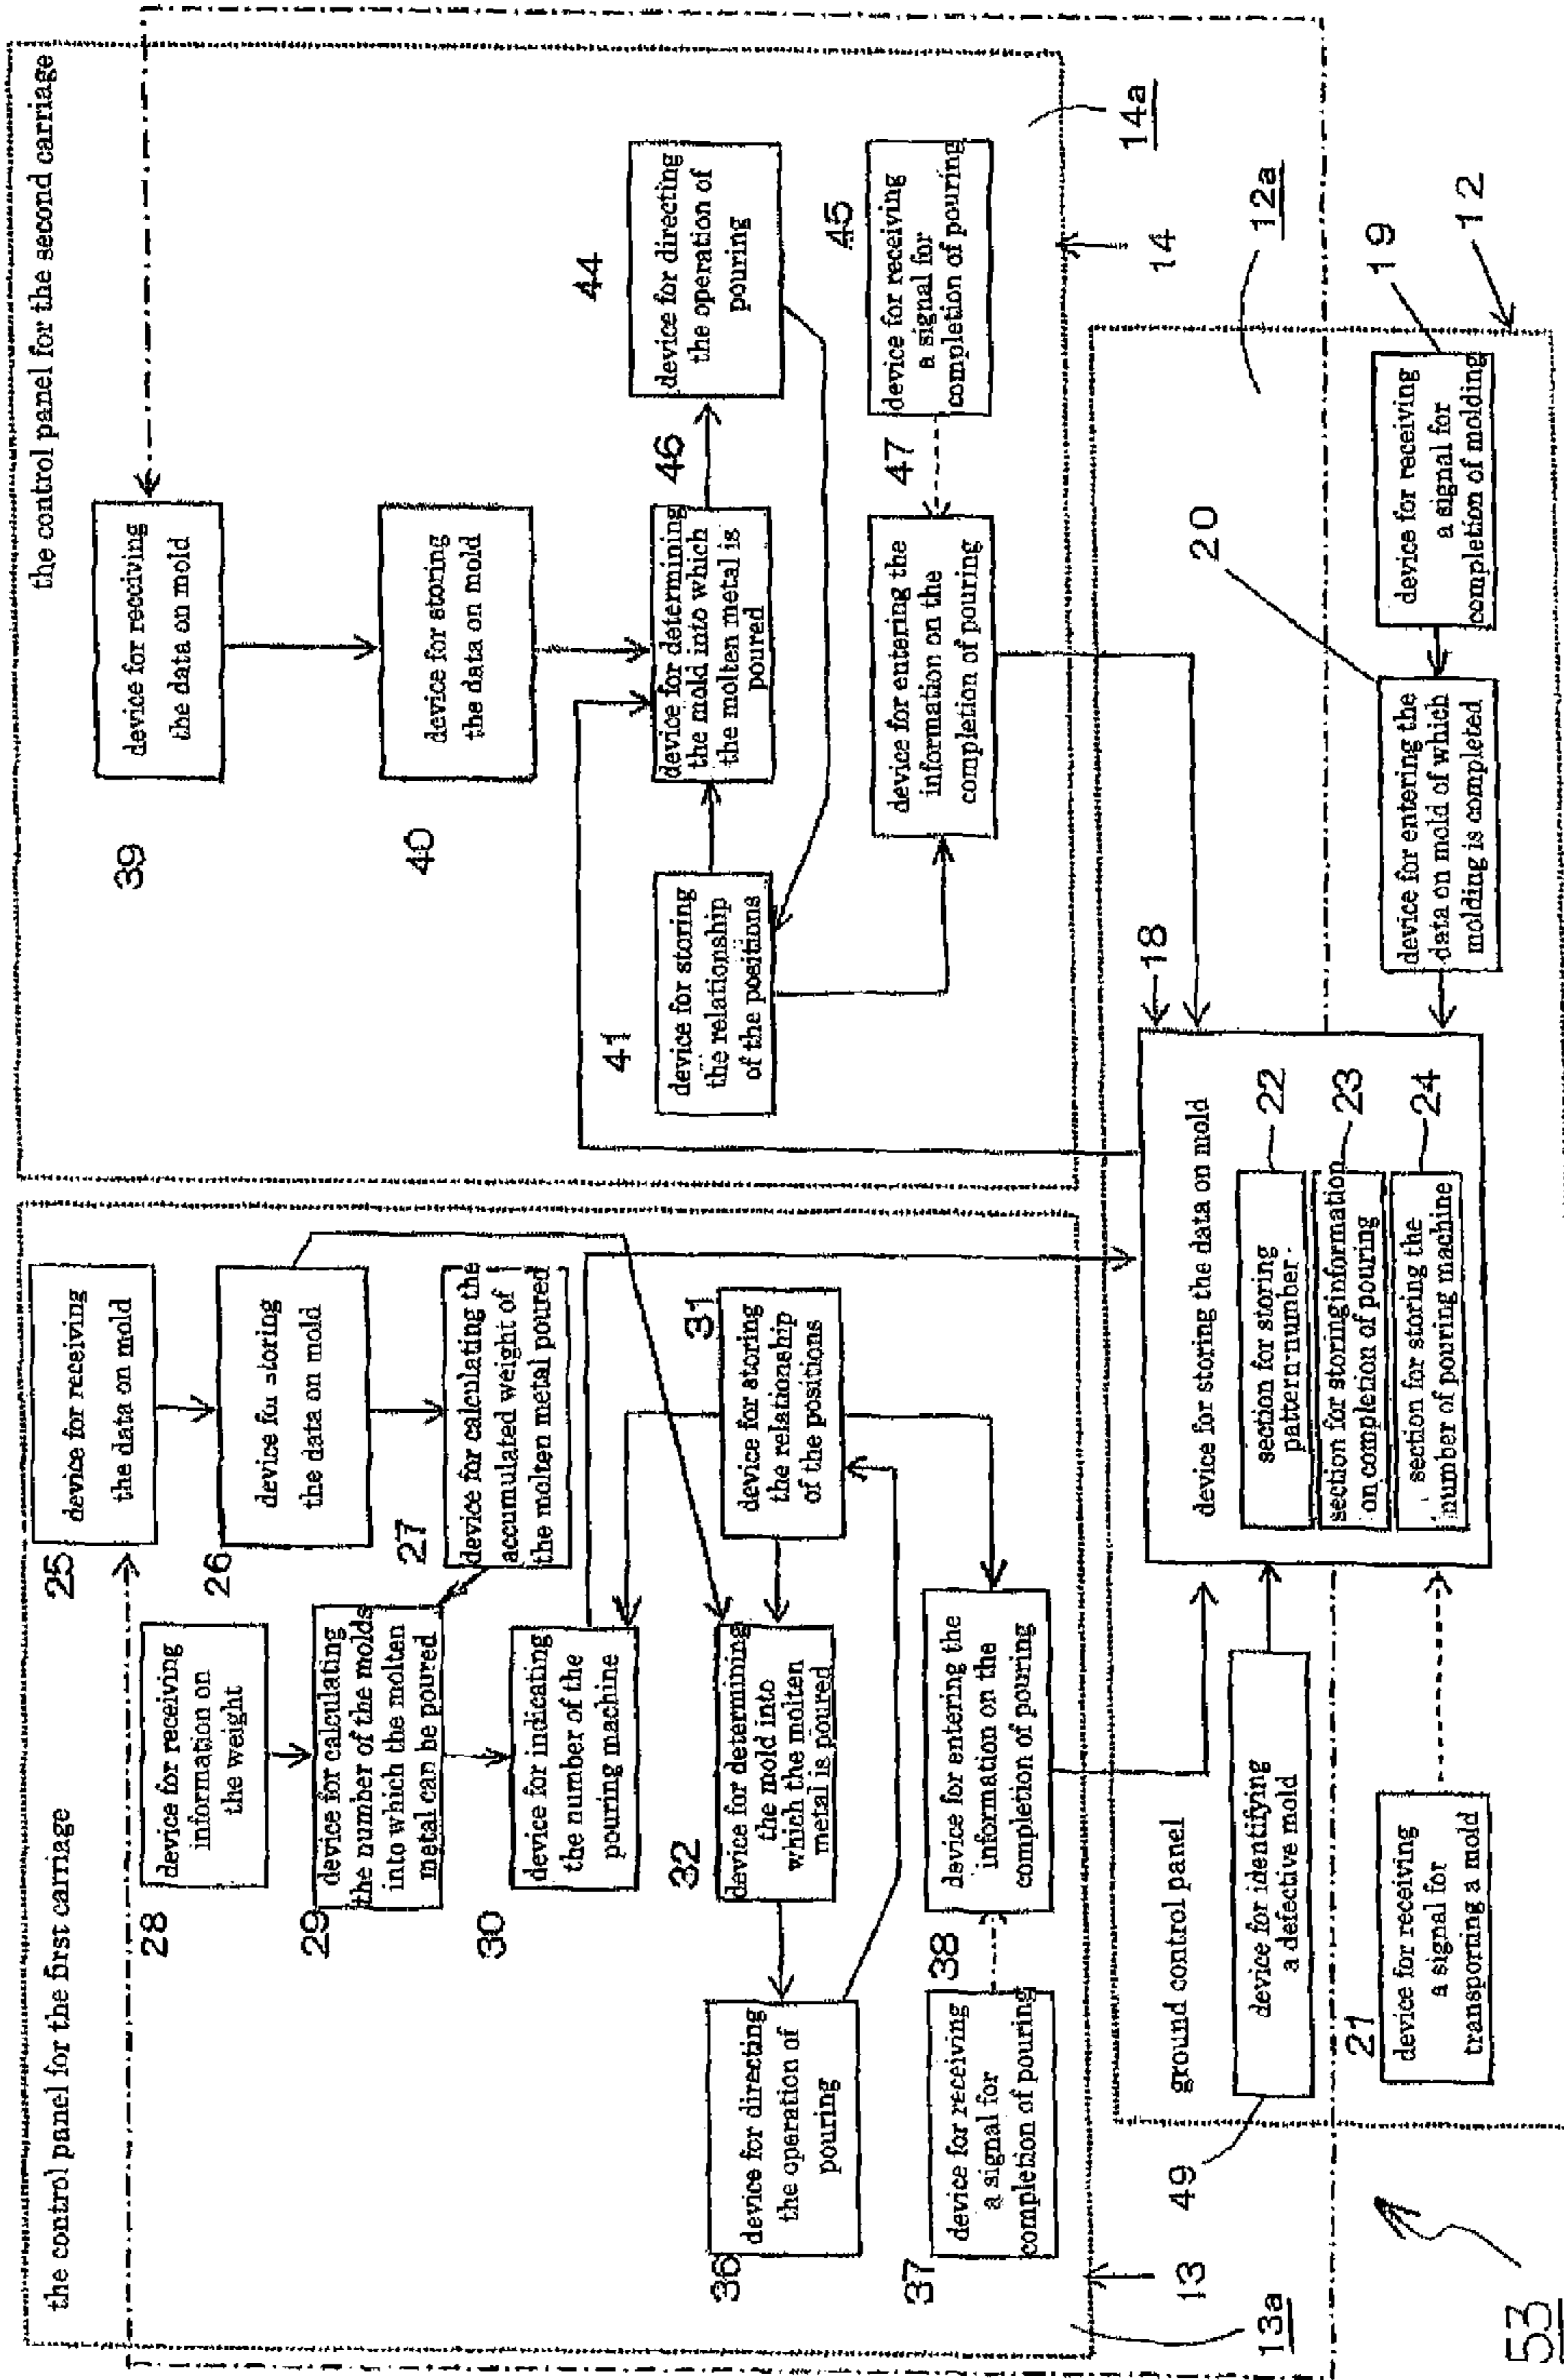 the control panel for the first carriage
25
device for receiving
the data on mold
28
device for receiving
information on
the weight
26
device for storing
the data on mold
29
device for calculating
the number of the molds
into which the molten
metal can be poured
27
device for calculating the
accumulated weight of
the molten metal poured
30
device for indicating
the number of the
pouring machine
36
device for directing
the operation of
pouring
32
device for determining
the mold into
which the molten
metal is poured
31
device for storing
the relationship
of the positions
37
device for receiving
a signal for
completion of pouring
38
device for entering the
information on the
completion of pouring
13
13a
the control panel for the second carriage
39
device for receiving
the data on mold
40
device for storing
the data on mold
41
device for storing
the relationship
of the positions
46
device for determining
the mold into which
the molten metal is
poured
44
device for directing
the operation of
pouring
47
device for entering the
information on the
completion of pouring
45
device for receiving
a signal for
completion of pouring
14a
14
12a
ground control panel
49
device for identifying
a defective mold
21
device for receiving
a signal for
transporting a mold
18
device for storing the data on mold
section for storing
pattern number
22
section for storing information
on completion of pouring
23
section for storing the
number of pouring machine
24
20
device for entering the
data on mold of which
molding is completed
19
device for receiving
a signal for
completion of molding
12
53